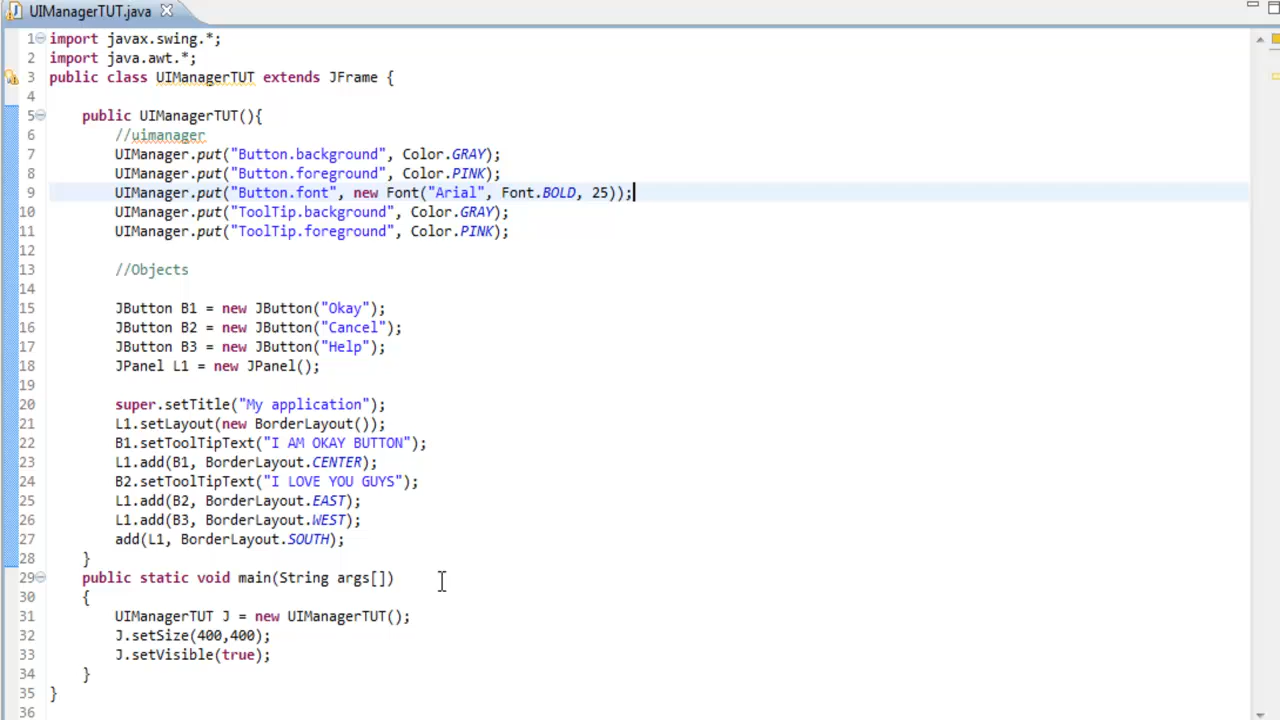 UIManagerTUT.java
1 import javax.swing.*;
2 import java.awt.*;
3 public class UIManagerTUT extends JFrame {
4
5     public UIManagerTUT(){
6         //uimanager
7         UIManager.put("Button.background", Color.GRAY);
8         UIManager.put("Button.foreground", Color.PINK);
9         UIManager.put("Button.font", new Font("Arial", Font.BOLD, 25));
10         UIManager.put("ToolTip.background", Color.GRAY);
11         UIManager.put("ToolTip.foreground", Color.PINK);
12
13         //Objects
14
15         JButton B1 = new JButton("Okay");
16         JButton B2 = new JButton("Cancel");
17         JButton B3 = new JButton("Help");
18         JPanel L1 = new JPanel();
19
20         super.setTitle("My application");
21         L1.setLayout(new BorderLayout());
22         B1.setToolTipText("I AM OKAY BUTTON");
23         L1.add(B1, BorderLayout.CENTER);
24         B2.setToolTipText("I LOVE YOU GUYS");
25         L1.add(B2, BorderLayout.EAST);
26         L1.add(B3, BorderLayout.WEST);
27         add(L1, BorderLayout.SOUTH);
28     }
29     public static void main(String args[])
30     {
31         UIManagerTUT J = new UIManagerTUT();
32         J.setSize(400,400);
33         J.setVisible(true);
34     }
35 }
36